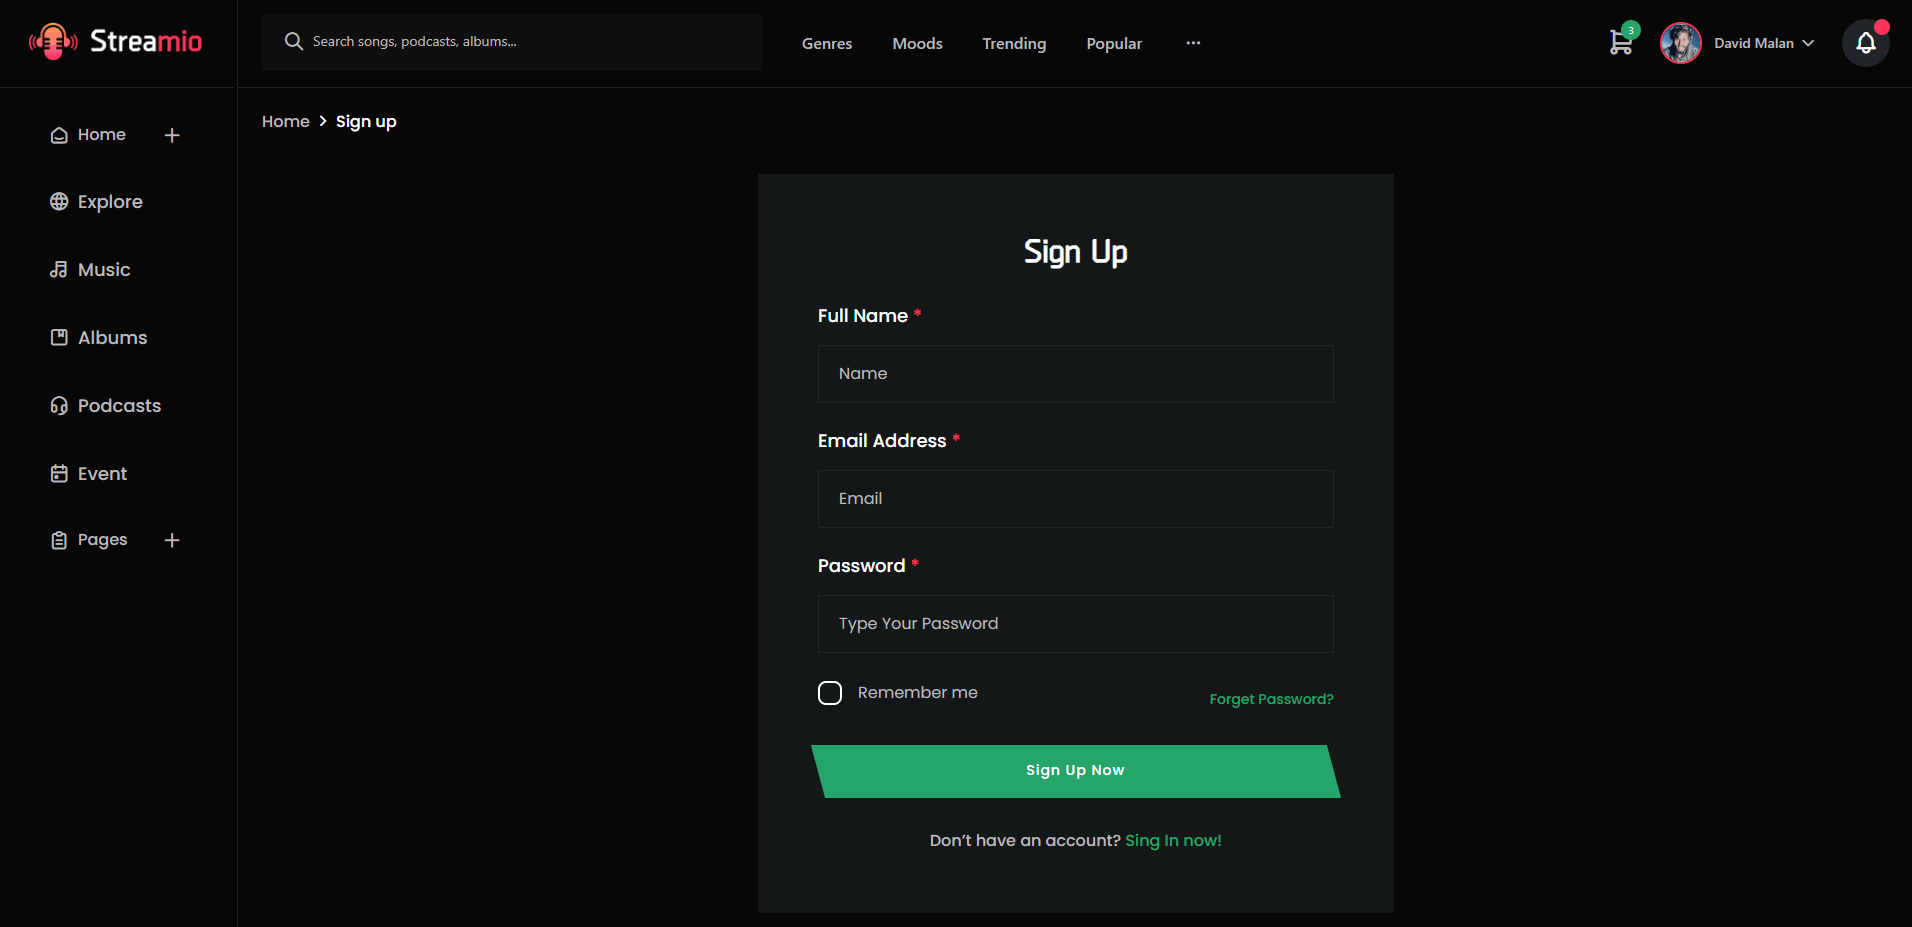 Streamio
Search songs, podcasts, albums...
Genres Moods Trending Popular ...
3
David Malan
Home
Explore
Music
Albums
Podcasts
Event
Pages
Home > Sign up
Sign Up
Full Name *
Name
Email Address *
Email
Password *
Type Your Password
Remember me
Forget Password?
Sign Up Now
Don’t have an account? Sing In now!